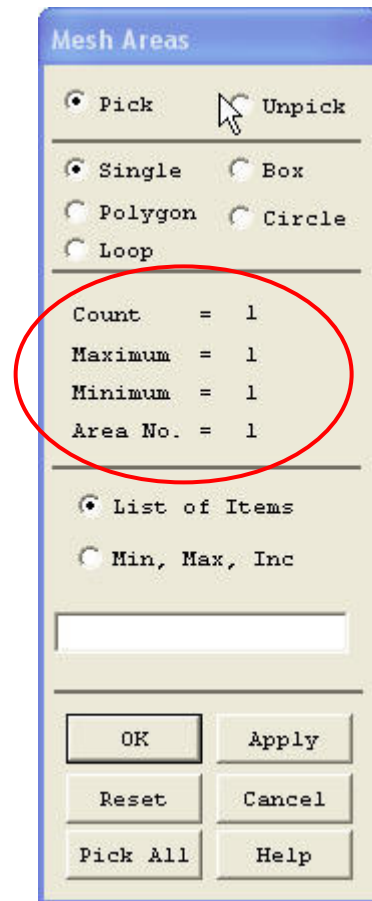 Mesh Areas
Pick Unpick
Single Box
Polygon Circle
Loop
Count = 1
Maximum = 1
Minimum = 1
Area No. = 1
List of Items
Min, Max, Inc
OK Apply
Reset Cancel
Pick All Help